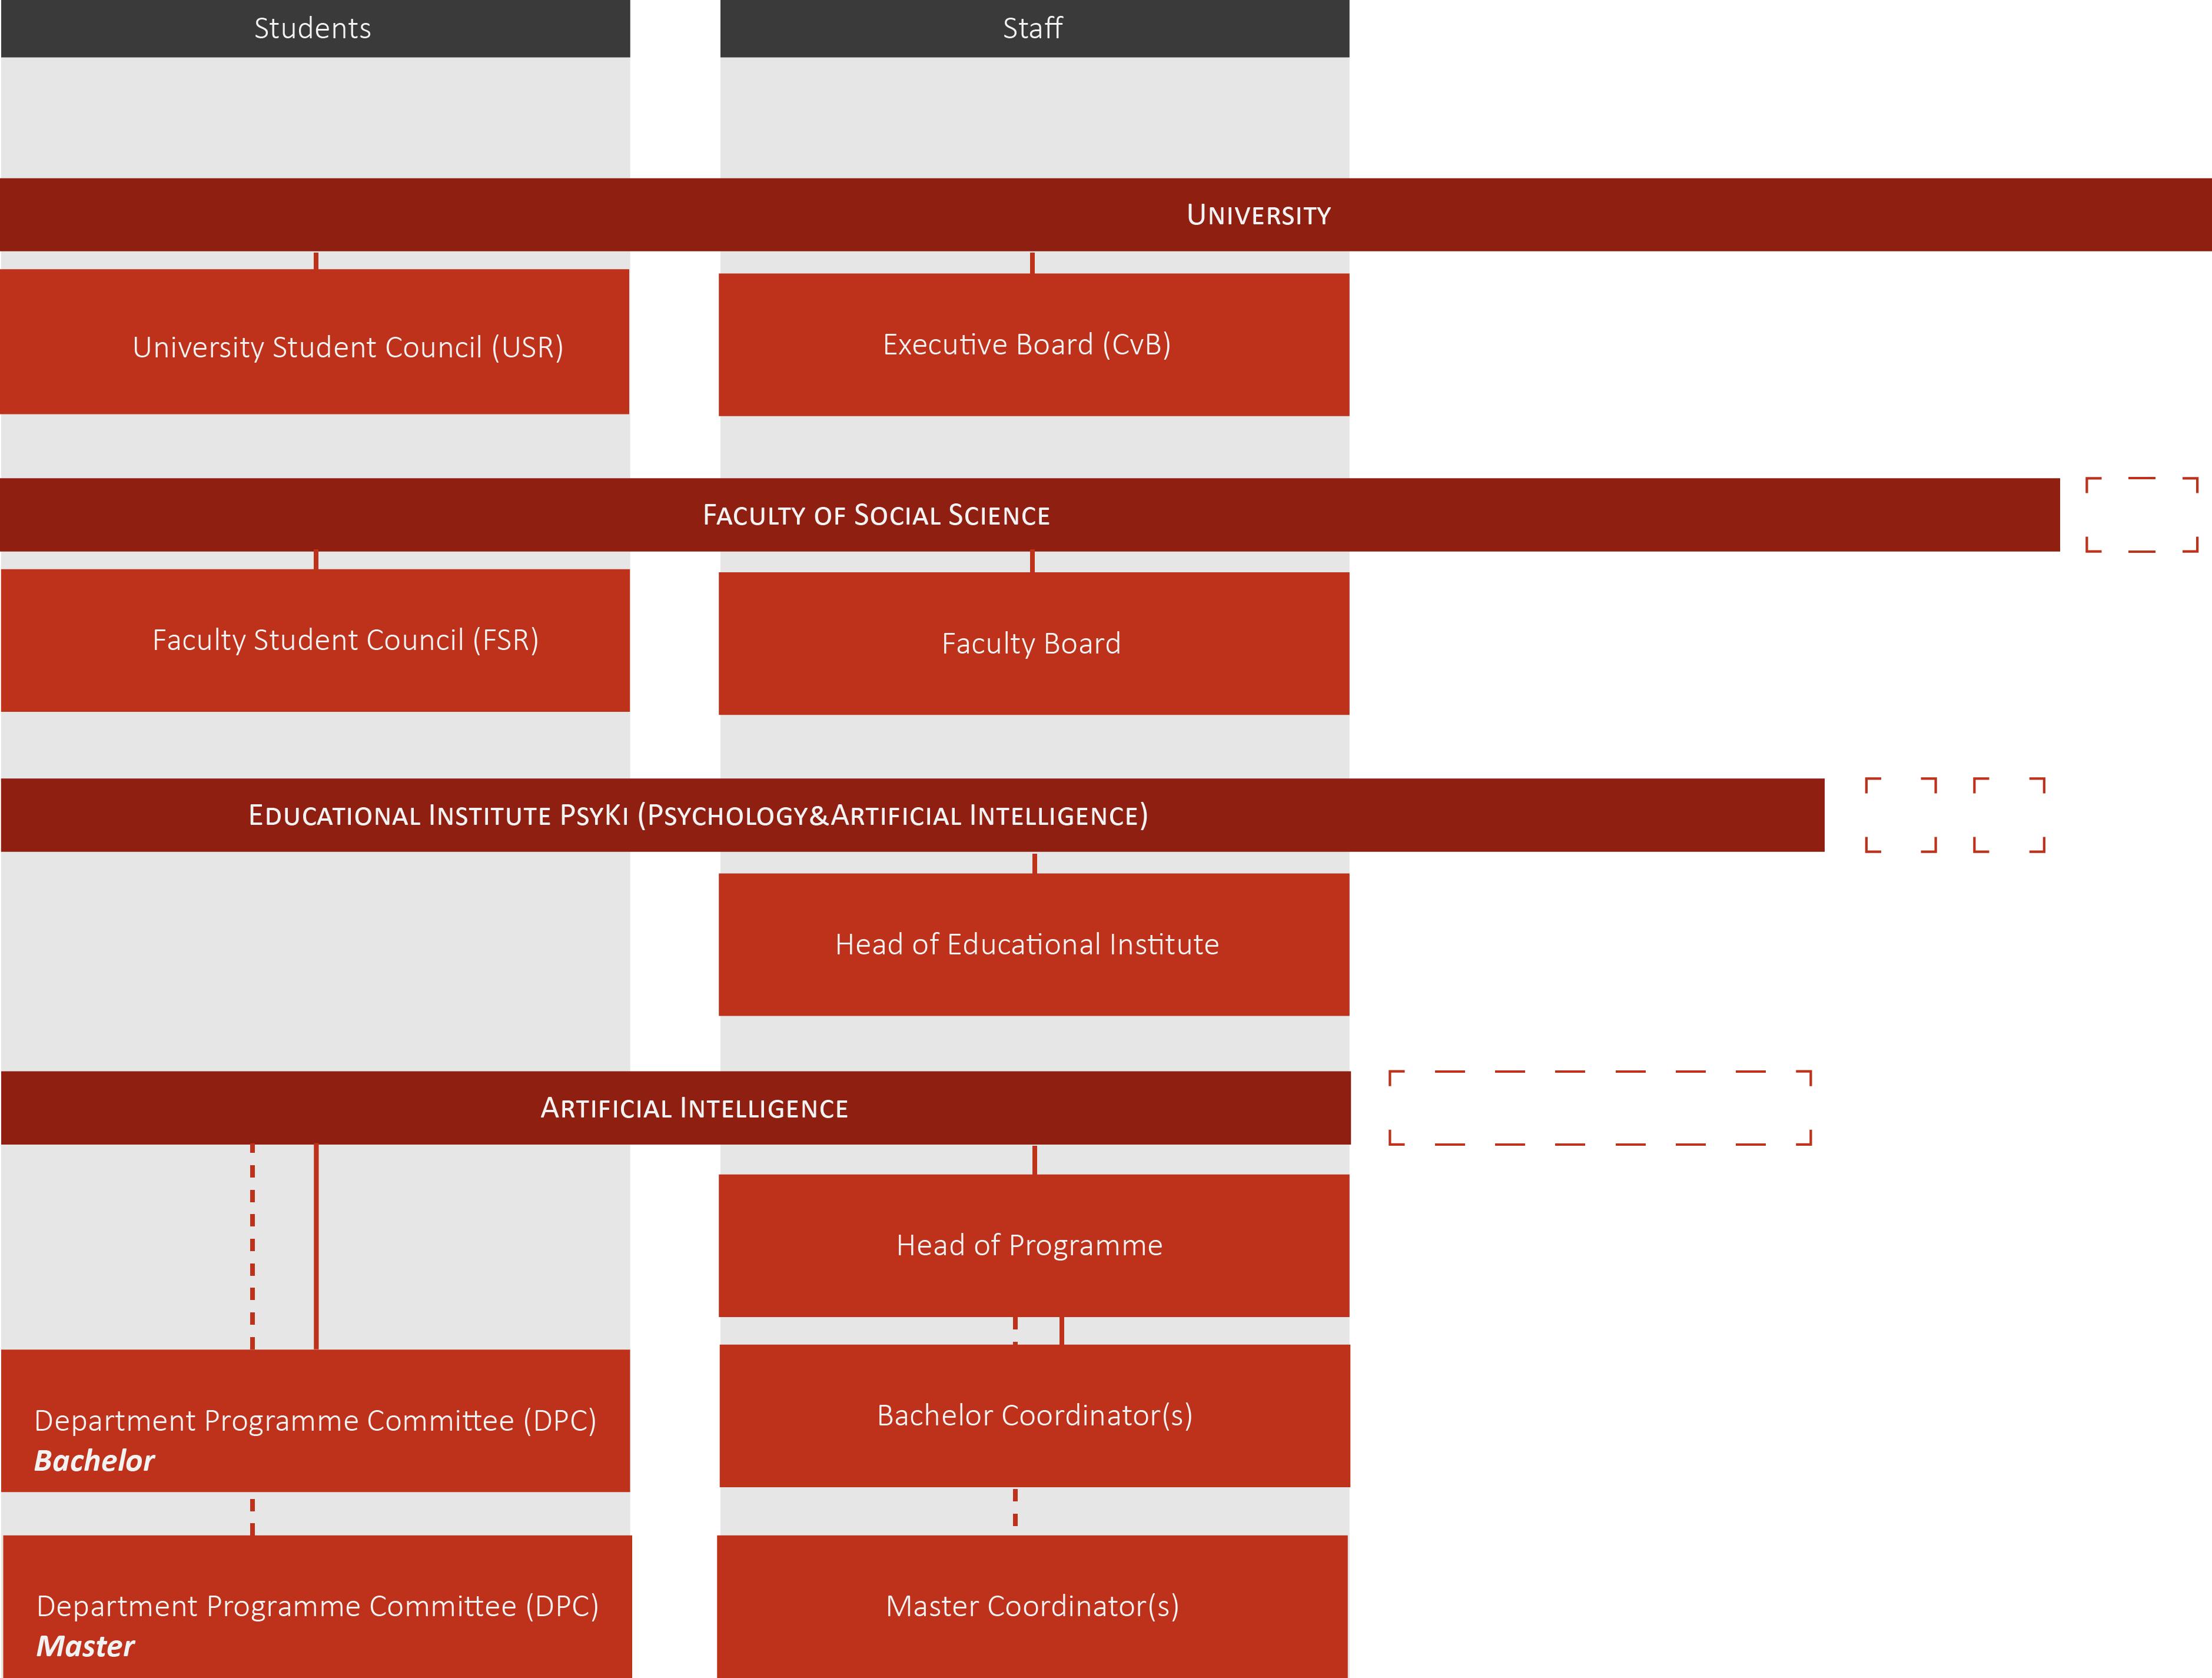 Students
Staff
University
University Student Council (USR)
Executive Board (CvB)
Faculty of Social Science
Faculty Student Council (FSR)
Faculty Board
Educational Institute PsyKi (Psychology&Artificial Intelligence)
Head of Educational Institute
Artificial Intelligence
Head of Programme
Department Programme Committee (DPC)
Bachelor
Bachelor Coordinator(s)
Department Programme Committee (DPC)
Master
Master Coordinator(s)